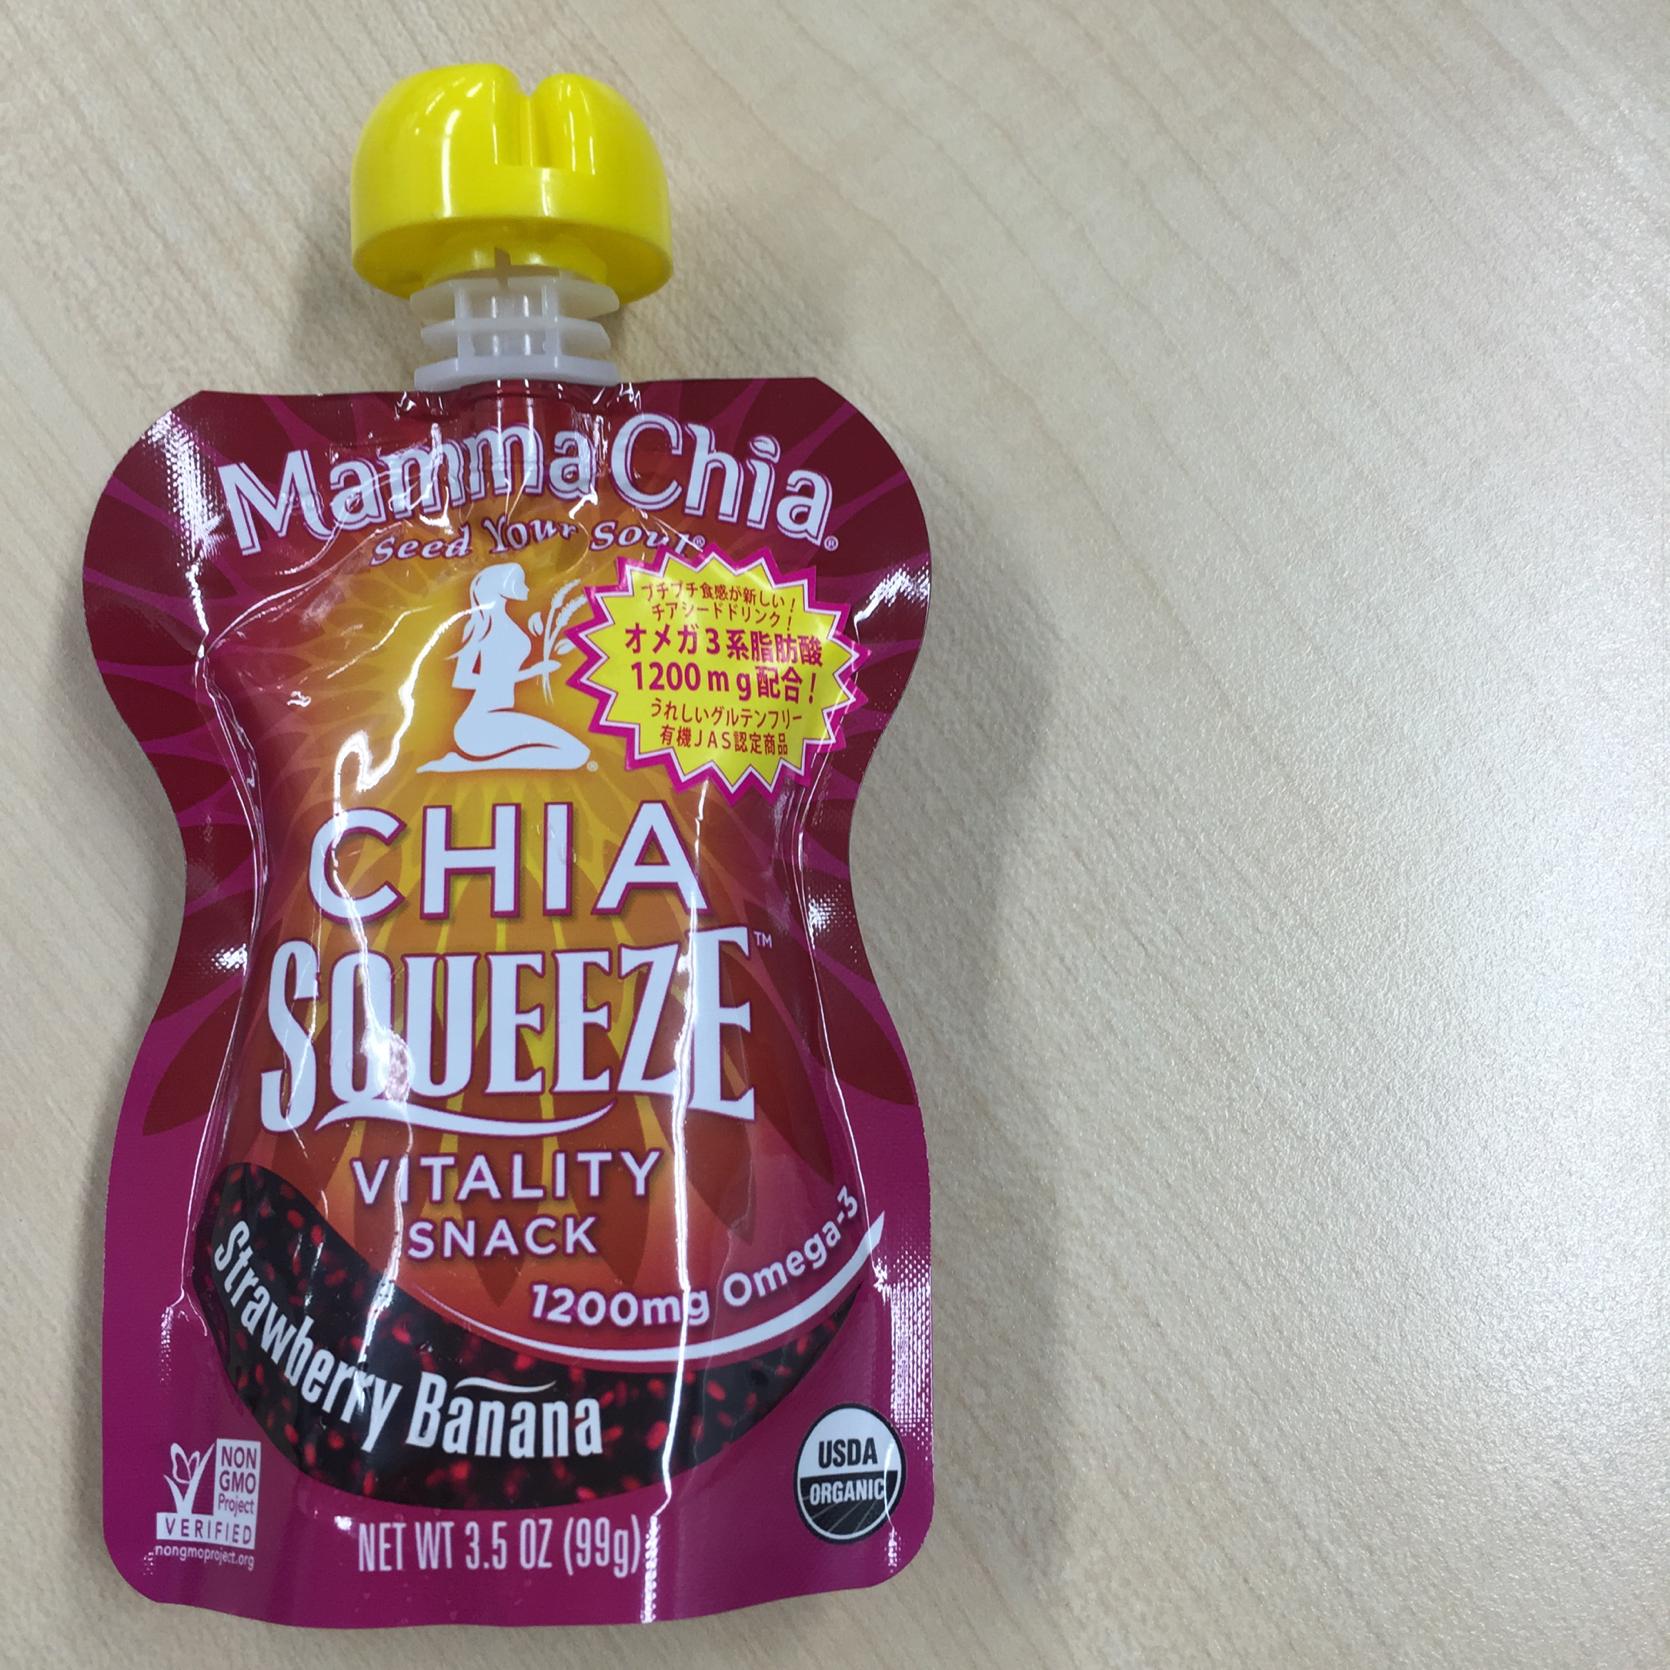 Mamma Chia®
Seed Your Soul®
プチプチ食感が新しい!
チアシードドリンク!
オメガ3系脂肪酸
1200mg配合!
うれしいグルテンフリー
有機JAS認定商品
®
CHIA
SQUEEZE™
VITALITY
SNACK
1200mg Omega-3
Strawberry Banana
NON
GMO
Project
VERIFIED
nongmoproject.org
USDA
ORGANIC
NET WT 3.5 OZ (99g)